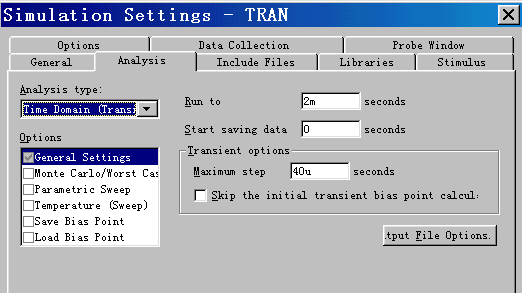 Simulation Settings - TRAN
Options Data Collection Probe Window
General Analysis Include Files Libraries Stimulus
Analysis type:
Time Domain (Transi
Run to 2m seconds
Start saving data 0 seconds
Options
General Settings
Monte Carlo/Worst Cas
Parametric Sweep
Temperature (Sweep)
Save Bias Point
Load Bias Point
Transient options
Maximum step 40u seconds
Skip the initial transient bias point calcul
.tput File Options.